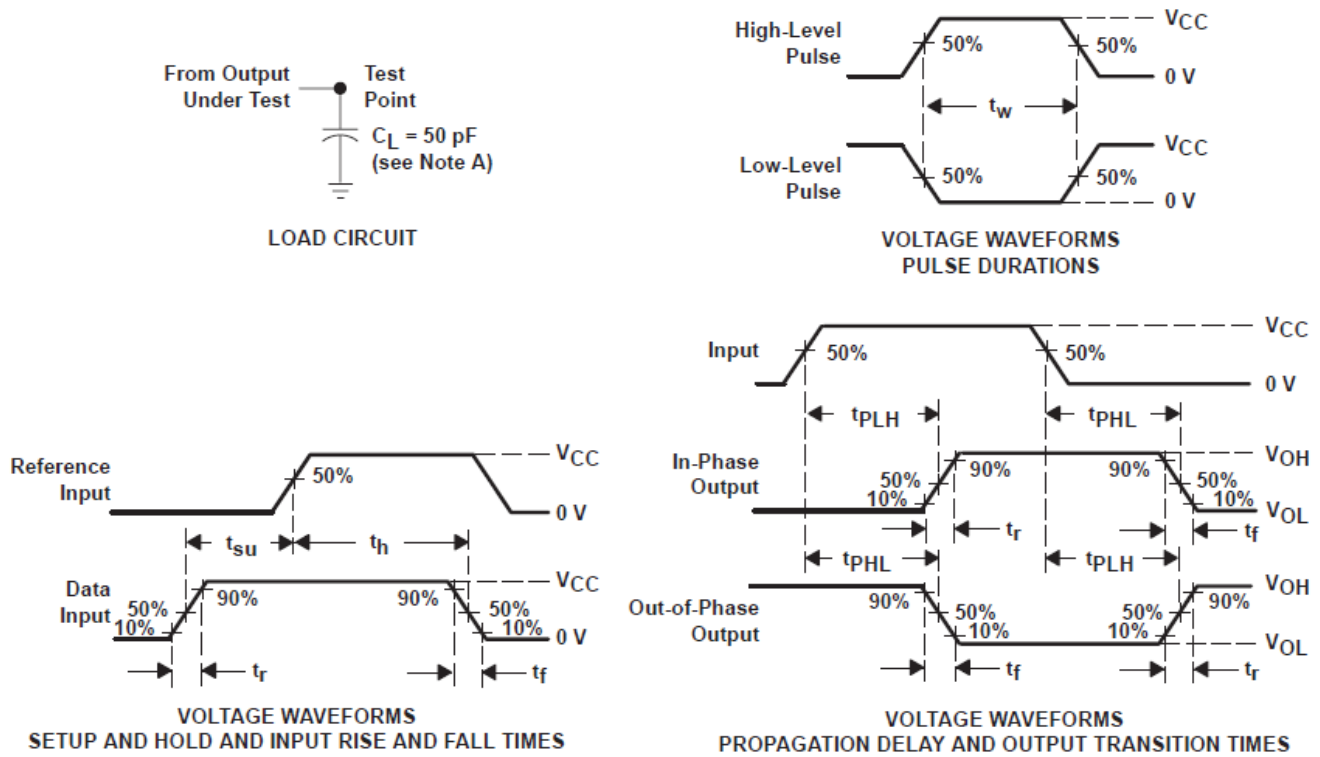 From Output
Under Test
Test
Point
CL = 50 pF
(see Note A)
LOAD CIRCUIT
High-Level
Pulse
50%
50%
VCC
0 V
tw
Low-Level
Pulse
50%
50%
VCC
0 V
VOLTAGE WAVEFORMS
PULSE DURATIONS
Reference
Input
50%
VCC
0 V
tsu
th
Data
Input
50%
10%
90%
90%
50%
10%
VCC
0 V
tr
tf
VOLTAGE WAVEFORMS
SETUP AND HOLD AND INPUT RISE AND FALL TIMES
Input
50%
50%
VCC
0 V
tPLH
tPHL
In-Phase
Output
50%
10%
90%
90%
50%
10%
VOH
VOL
tr
tf
tPHL
tPLH
Out-of-Phase
Output
90%
50%
10%
50%
10%
90%
VOH
VOL
tf
tr
VOLTAGE WAVEFORMS
PROPAGATION DELAY AND OUTPUT TRANSITION TIMES